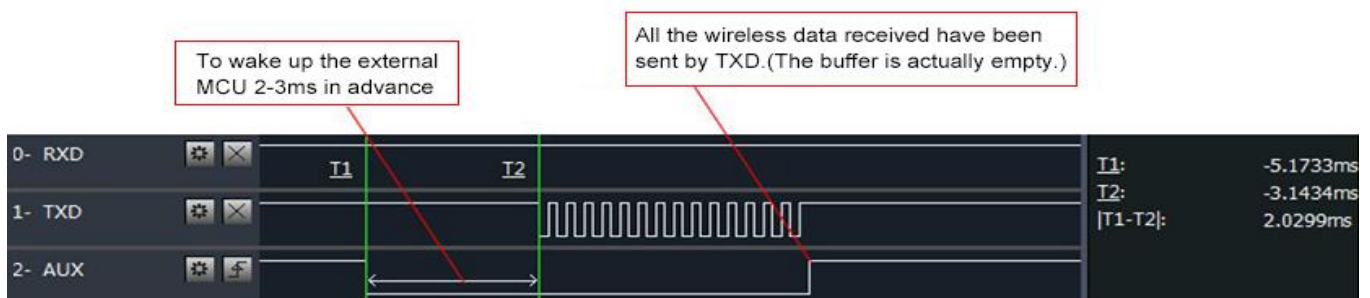 To wake up the external
MCU 2-3ms in advance
All the wireless data received have been
sent by TXD.(The buffer is actually empty.)
0- RXD
T1
T2
1- TXD
2- AUX
T1:
-5.1733ms
T2:
-3.1434ms
|T1-T2|:
2.0299ms